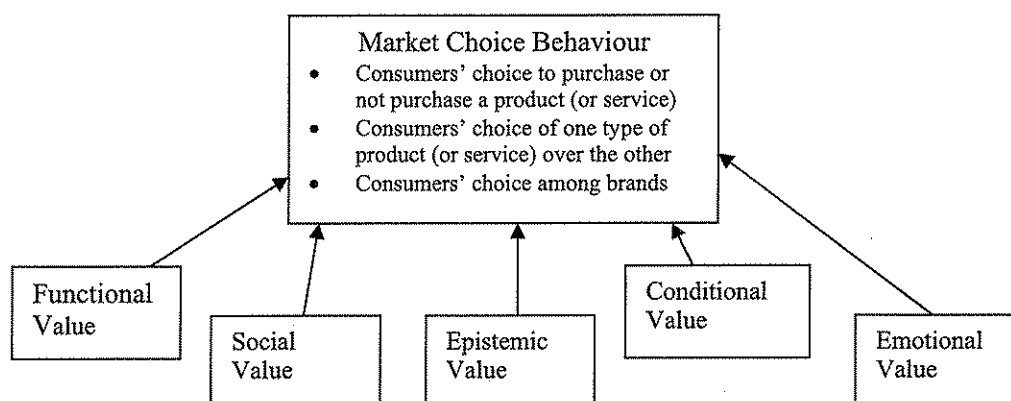 Market Choice Behaviour
• Consumers’ choice to purchase or
not purchase a product (or service)
• Consumers’ choice of one type of
product (or service) over the other
• Consumers’ choice among brands
Functional
Value
Social
Value
Epistemic
Value
Conditional
Value
Emotional
Value